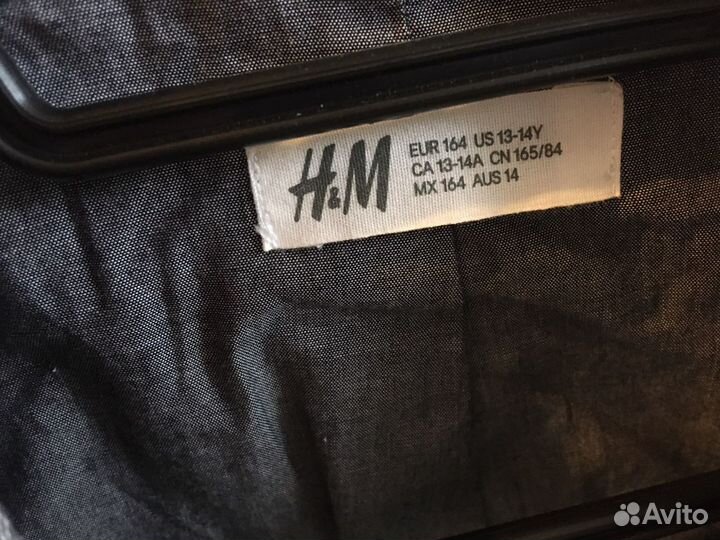 H&M
EUR 164 US 13-14Y
CA 13-14A CN 165/84
MX 164 AUS 14
Avito